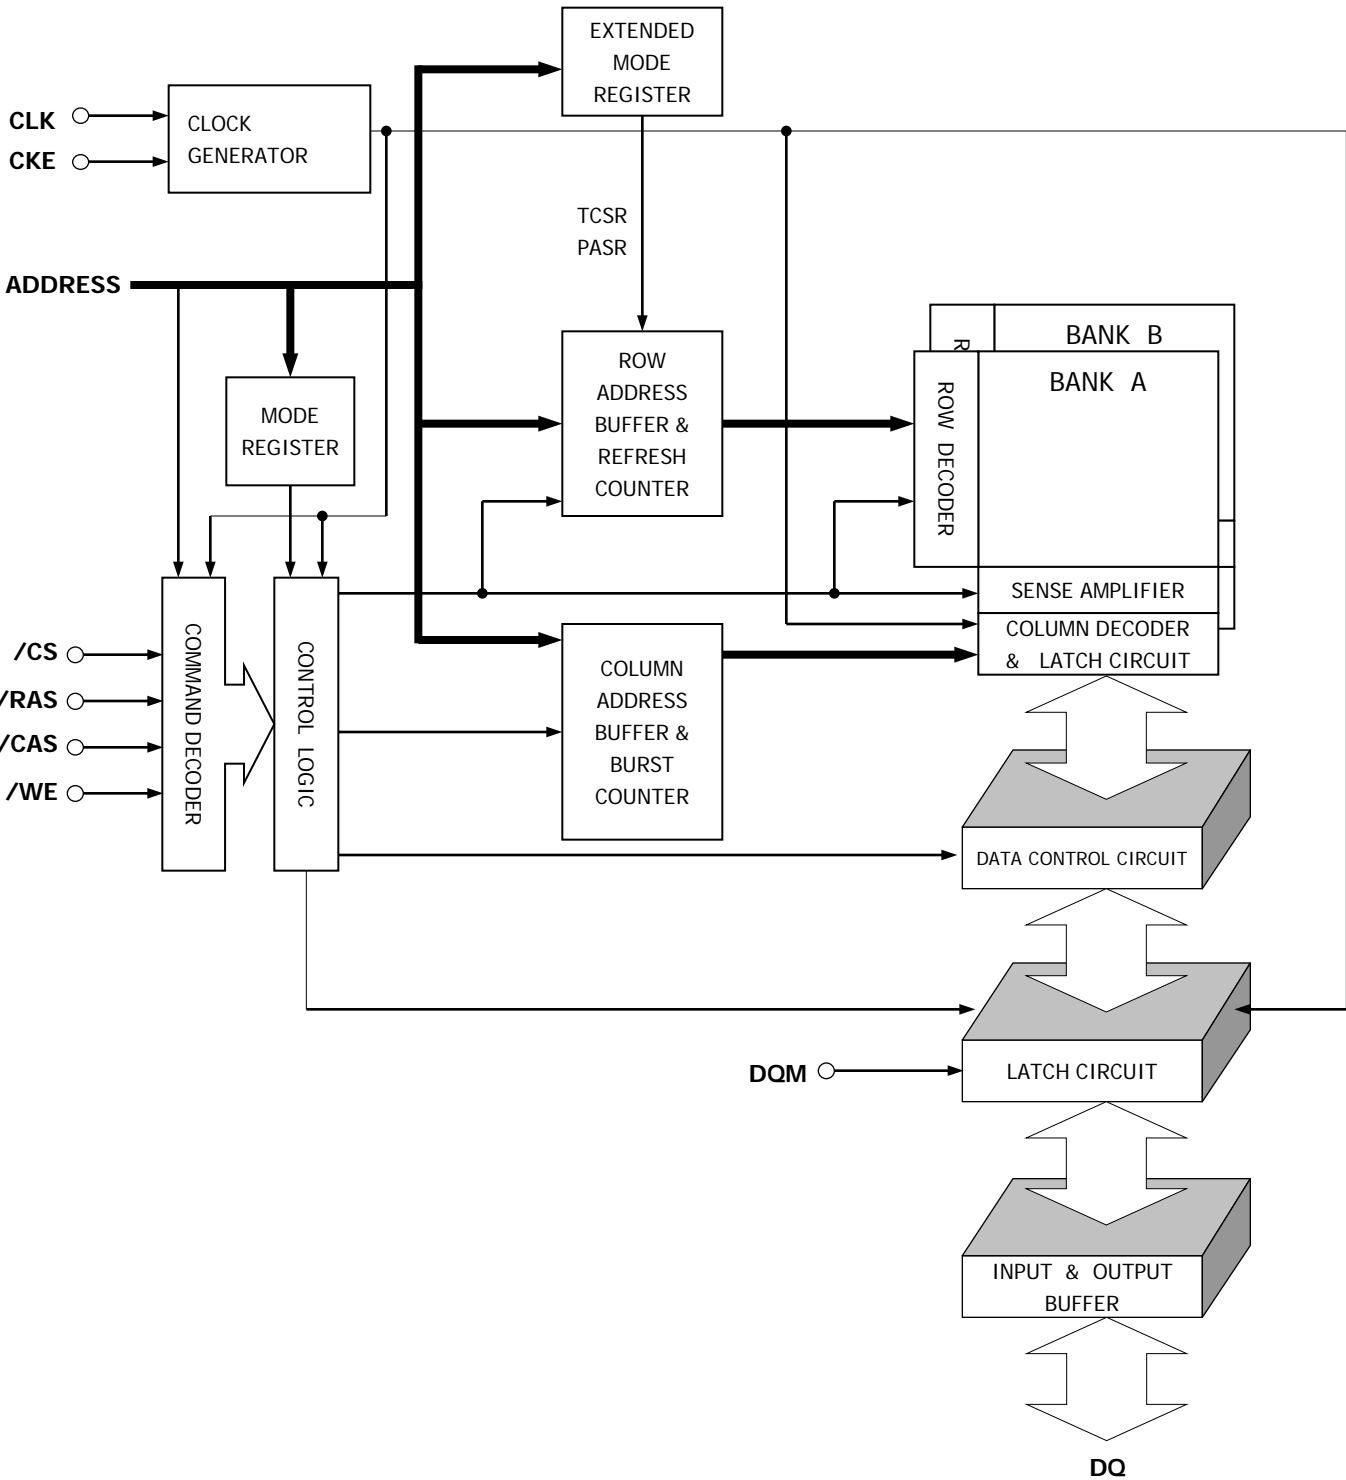 EXTENDED
MODE
REGISTER
CLK
CKE
CLOCK
GENERATOR
TCSR
PASR
ADDRESS
MODE
REGISTER
ROW
ADDRESS
BUFFER &
REFRESH
COUNTER
BANK B
R
BANK A
ROW DECODER
SENSE AMPLIFIER
COLUMN DECODER
& LATCH CIRCUIT
/CS
/RAS
/CAS
/WE
COMMAND DECODER
CONTROL LOGIC
COLUMN
ADDRESS
BUFFER &
BURST
COUNTER
DATA CONTROL CIRCUIT
DQM
LATCH CIRCUIT
INPUT & OUTPUT
BUFFER
DQ